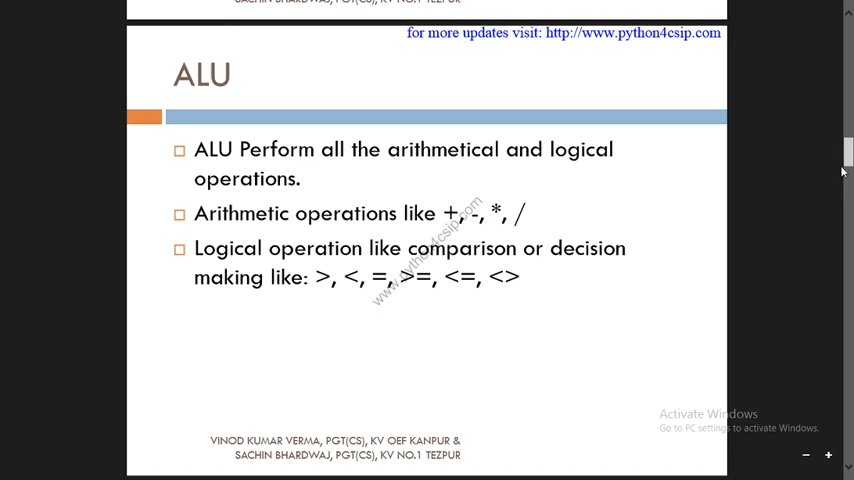 SACHIN BHARDWAJ, PGT(CS), KV NO.1 TEZPUR
for more updates visit: http://www.python4csip.com
ALU
ALU Perform all the arithmetical and logical
operations.
Arithmetic operations like +, -, *, /
Logical operation like comparison or decision
making like: >, <, =, >=, <=, <>
www.python4csip.com
Activate Windows
Go to PC settings to activate Windows.
VINOD KUMAR VERMA, PGT(CS), KV OEF KANPUR &
SACHIN BHARDWAJ, PGT(CS), KV NO.1 TEZPUR